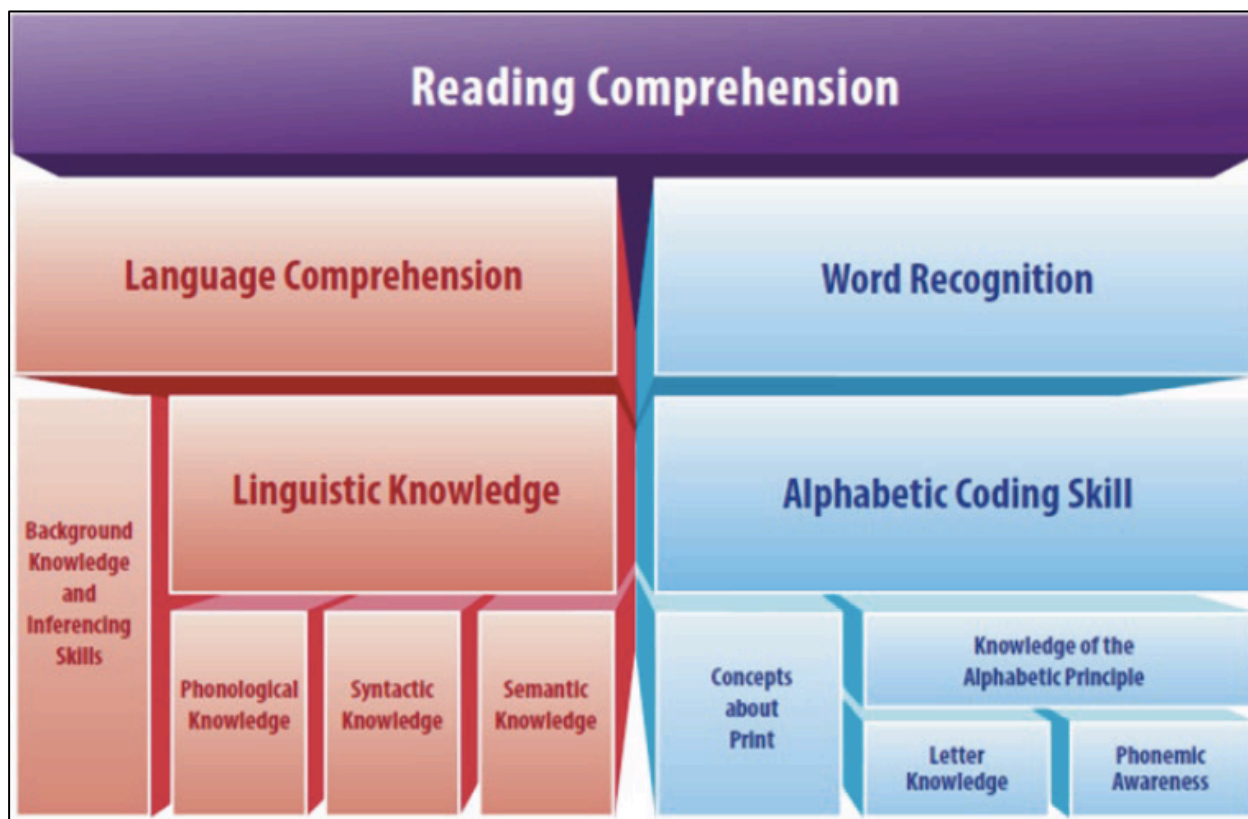 Reading Comprehension
Language Comprehension
Word Recognition
Background
Knowledge
and
Inferencing
Skills
Linguistic Knowledge
Phonological
Knowledge
Syntactic
Knowledge
Semantic
Knowledge
Alphabetic Coding Skill
Concepts
about
Print
Knowledge of the
Alphabetic Principle
Letter
Knowledge
Phonemic
Awareness